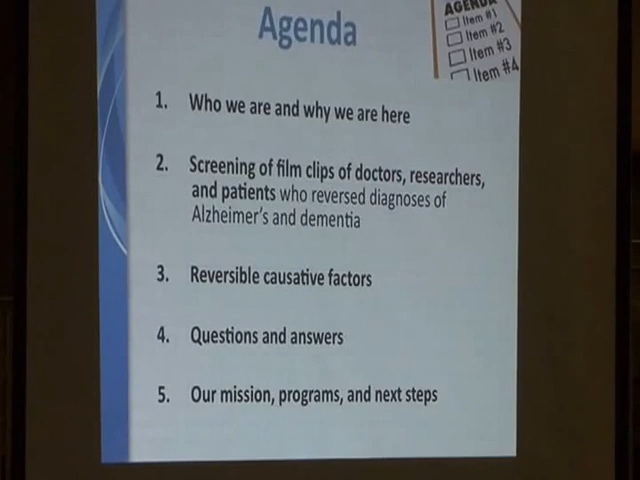 Agenda
AGENDA
Item #1
Item #2
Item #3
Item #4
1. Who we are and why we are here
2. Screening of film clips of doctors, researchers,
and patients who reversed diagnoses of
Alzheimer's and dementia
3. Reversible causative factors
4. Questions and answers
5. Our mission, programs, and next steps